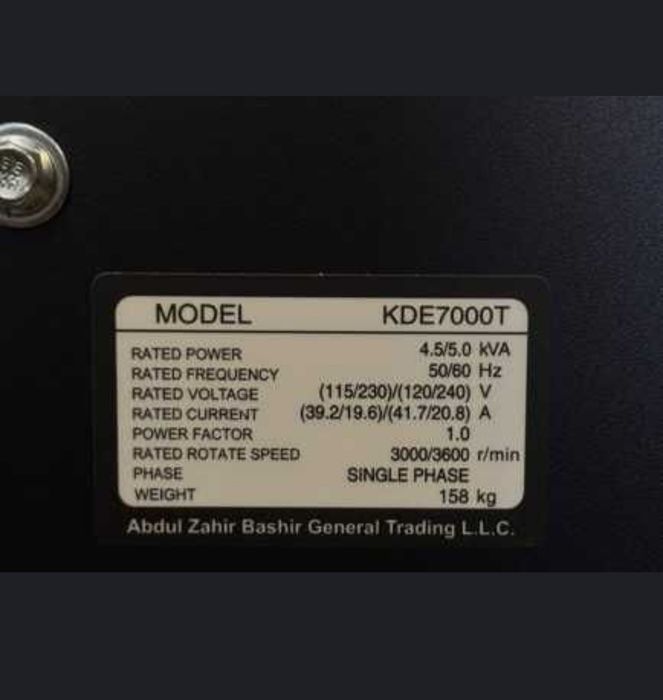 MODEL KDE7000T
RATED POWER 4.5/5.0 kVA
RATED FREQUENCY 50/60 Hz
RATED VOLTAGE (115/230)/(120/240) V
RATED CURRENT (39.2/19.6)/(41.7/20.8) A
POWER FACTOR 1.0
RATED ROTATE SPEED 3000/3600 r/min
PHASE SINGLE PHASE
WEIGHT 158 kg
Abdul Zahir Bashir General Trading L.L.C.